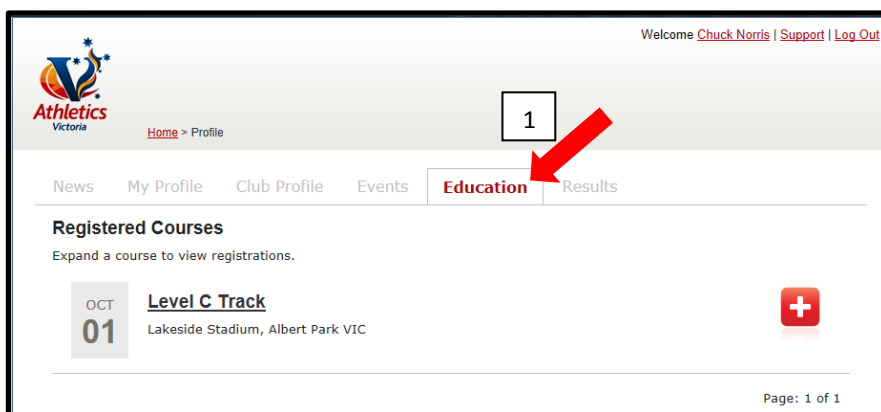 Welcome Chuck Norris | Support | Log Out
Athletics
Victoria
Home > Profile
1
News My Profile Club Profile Events Education Results
Registered Courses
Expand a course to view registrations.
OCT
01
Level C Track
Lakeside Stadium, Albert Park VIC
Page: 1 of 1